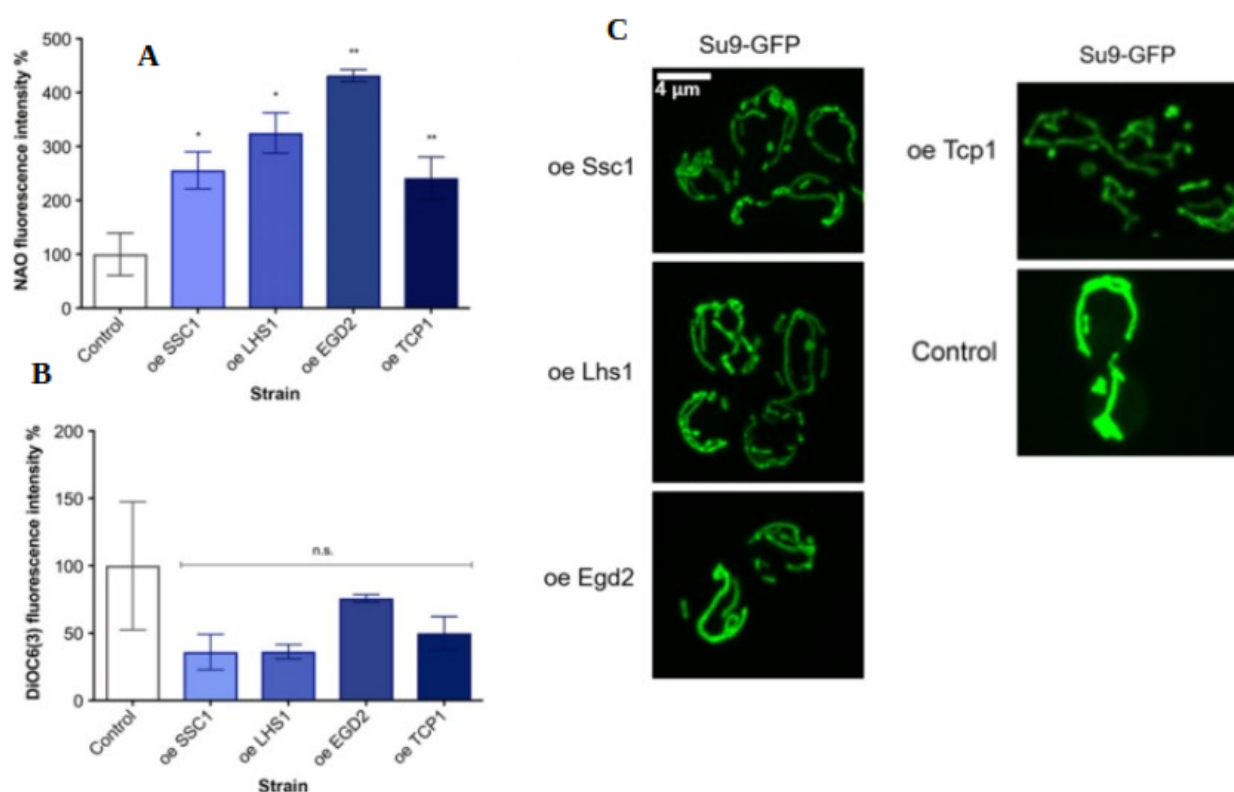 A
NAO fluorescence intensity %
500
400
300
200
100
0
*
*
**
**
Control
oe SSC1
oe LHS1
oe EGD2
oe TCP1
Strain
B
DiOC6(3) fluorescence intensity %
200
150
100
50
0
n.s.
Control
oe SSC1
oe LHS1
oe EGD2
oe TCP1
Strain
C
Su9-GFP
4 µm
oe Ssc1
oe Lhs1
oe Egd2
Su9-GFP
oe Tcp1
Control